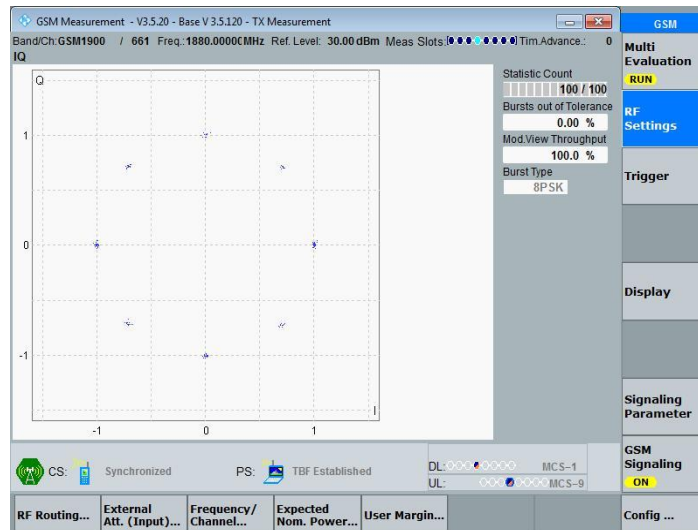 GSM Measurement - V3.5.20 - Base V 3.5.120 - TX Measurement
GSM
Band/Ch:GSM1900 / 661 Freq.:1880.00000MHz Ref. Level: 30.00 dBm Meas Slots: Tim.Advance.: 0
IQ
Multi
Evaluation
RUN
Q
Statistic Count
100 / 100
Bursts out of Tolerance
0.00 %
Mod.View Throughput
100.0 %
Burst Type
8PSK
RF
Settings
Trigger
Display
1
0
-1
I
-1 0 1
Signaling
Parameter
GSM
Signaling
ON
CS: Synchronized PS: TBF Established
DL: MCS-1
UL: MCS-9
RF Routing...
External
Att. (Input)...
Frequency/
Channel...
Expected
Nom. Power...
User Margin...
Config ...